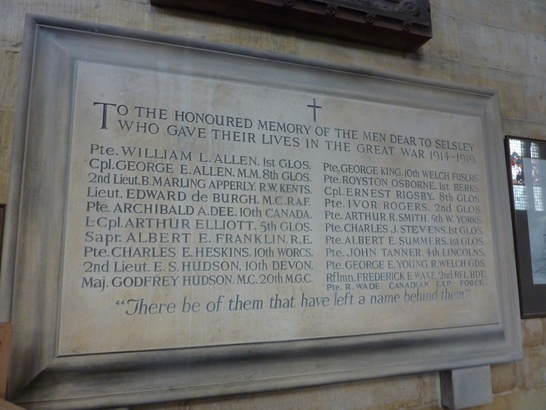 TO THE HONOURED MEMORY OF THE MEN DEAR TO SELSLEY
WHO GAVE THEIR LIVES IN THE GREAT WAR 1914-1919.
Pte. WILLIAM L. ALLEN. 1st GLOS.
Cpl. GEORGE E. ALLEN. M.M. 8th GLOS.
2nd Lieut. B. MARLING APPERLY. R.W. KENTS.
Lieut. EDWARD de BURGH. M.C. R.A.F.
Pte. ARCHIBALD A. DEE. 10th CANADA.
L-Cpl. ARTHUR ELLIOTT. 5th GLOS.
Sapr. ALBERT E. FRANKLIN. R.E.
Pte. CHARLES E. HESKINS. 10th WORCS.
2nd Lieut. E.S. HUDSON. 10th DEVON.
Maj. GODFREY HUDSON. M.C. 20th M.G.C.
Pte. GEORGE KING. 10th WELCH FUSRS.
Pte. ROYSTON OSBORNE. 1st BERKS.
Cpl. ERNEST RIGSBY. 8th GLOS.
Pte. IVOR ROGERS. 2nd GLOS.
Pte. ARTHUR R. SMITH. 9th W. YORKS.
Pte. CHARLES J. STEVENS. 1st GLOS.
Pte. ALBERT E. SUMMERS. 1st GLOS.
Pte. JOHN TANNER. 4th LINCOLNS.
Pte. GEORGE E. YOUNG. R. WELCH GDS.
Rflmn. FREDERICK E. WAKE. 2nd RFL. BDE.
Pte. R. WADE. CANADIAN EXP. FORCE.
"There be of them that have left a name behind them"